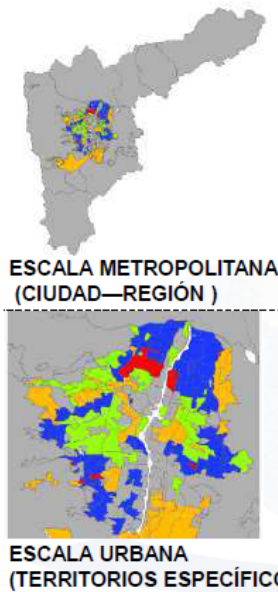 ESCALA METROPOLITANA
(CIUDAD—REGIÓN )
ESCALA URBANA
(TERRITORIOS ESPECÍFICO